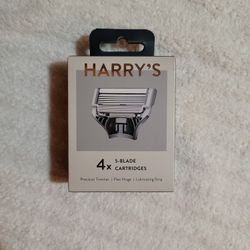 HARRY'S
4x 5-BLADE
CARTRIDGES
Precision Trimmer | Flex Hinge | Lubricating Strip